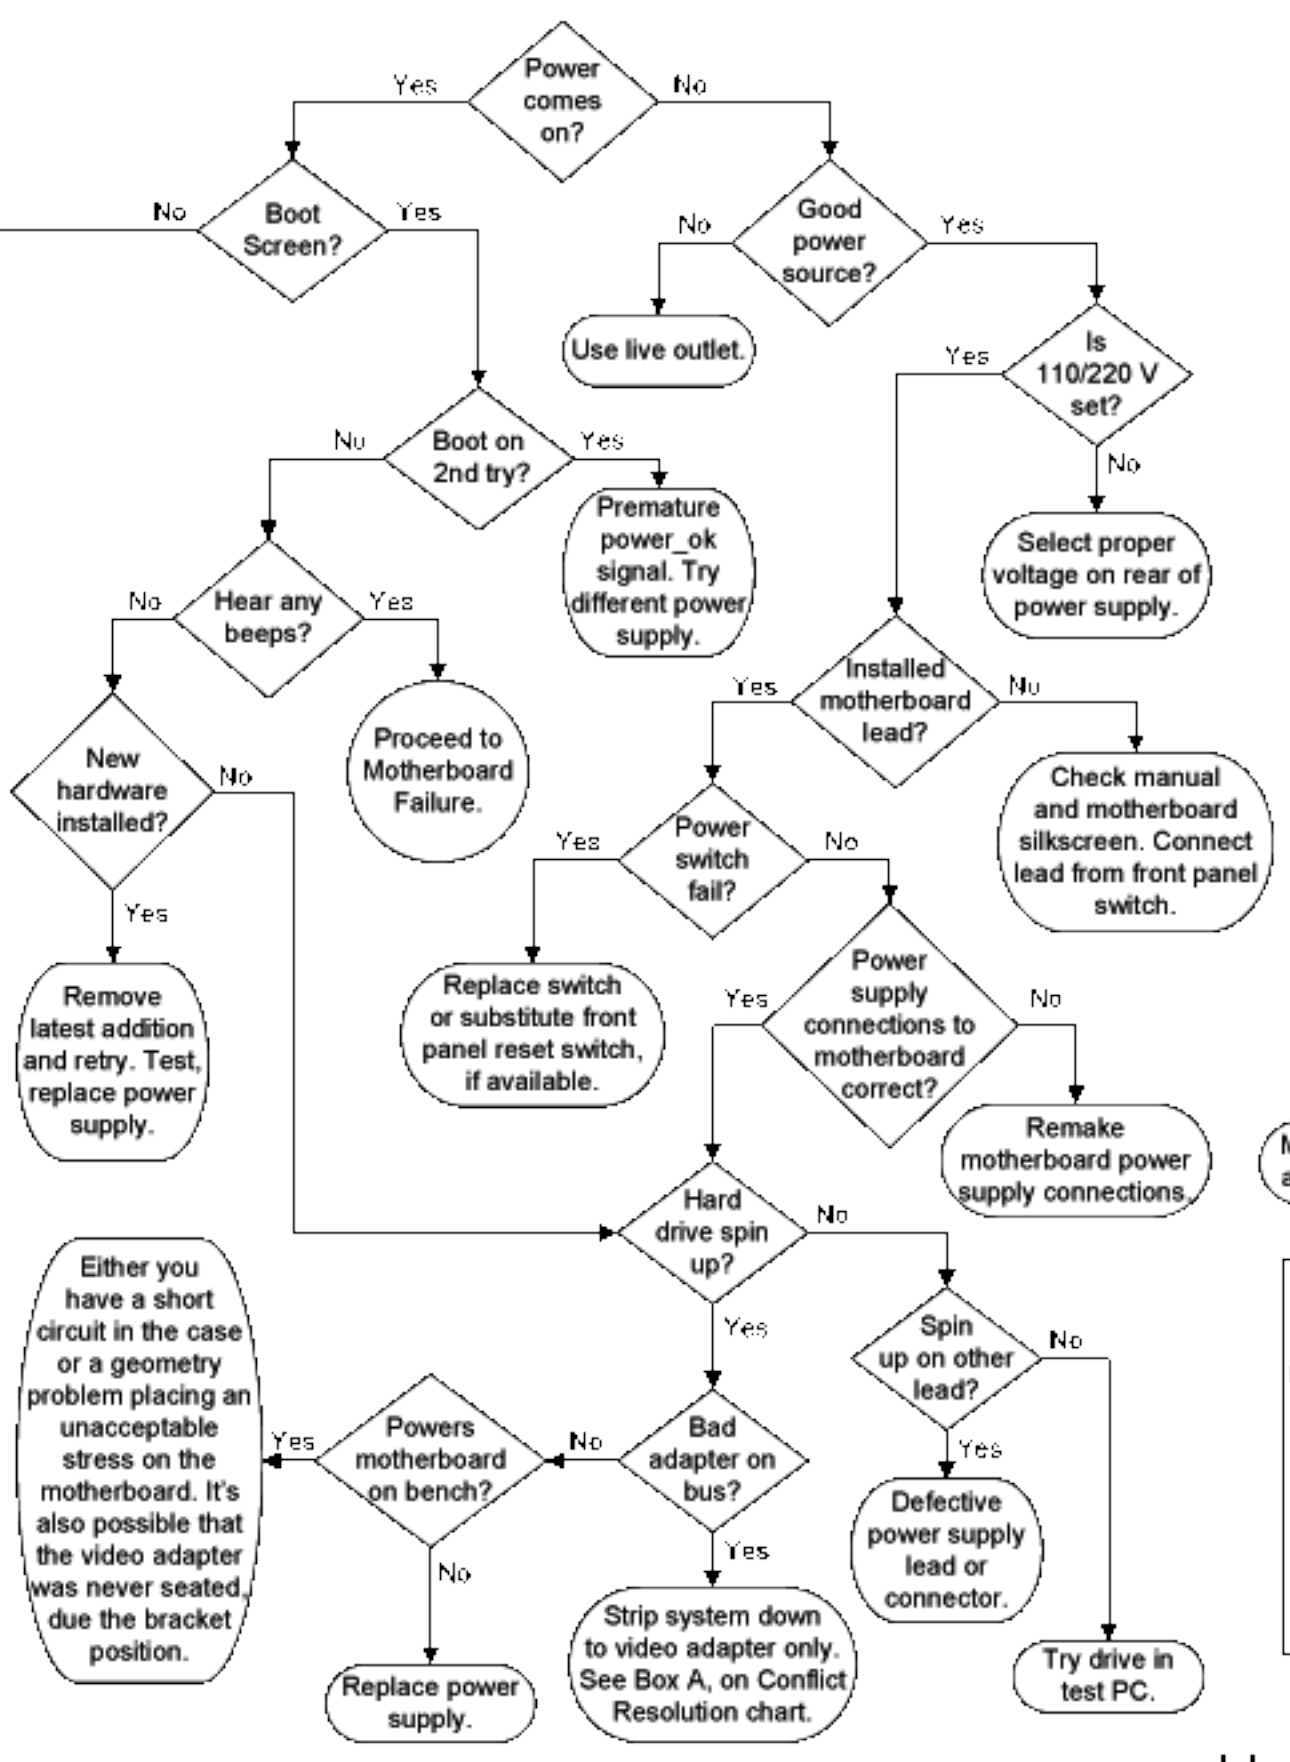 Power
comes
on?
Yes
No
Boot
Screen?
No
Yes
Good
power
source?
No
Yes
Use live outlet.
Is
110/220 V
set?
Yes
No
Boot on
2nd try?
No
Yes
Premature
power_ok
signal. Try
different power
supply.
Select proper
voltage on rear of
power supply.
Hear any
beeps?
No
Yes
Proceed to
Motherboard
Failure.
Installed
motherboard
lead?
Yes
No
Check manual
and motherboard
silkscreen. Connect
lead from front panel
switch.
New
hardware
installed?
No
Yes
Remove
latest addition
and retry. Test,
replace power
supply.
Power
switch
fail?
Yes
No
Replace switch
or substitute front
panel reset switch,
if available.
Power
supply
connections to
motherboard
correct?
Yes
No
Remake
motherboard power
supply connections.
Hard
drive spin
up?
No
Yes
Spin
up on other
lead?
No
Yes
Defective
power supply
lead or
connector.
Try drive in
test PC.
Bad
adapter on
bus?
No
Yes
Strip system down
to video adapter only.
See Box A, on Conflict
Resolution chart.
Powers
motherboard
on bench?
Yes
No
Replace power
supply.
Either you
have a short
circuit in the case
or a geometry
problem placing an
unacceptable
stress on the
motherboard. It's
also possible that
the video adapter
was never seated,
due the bracket
position.